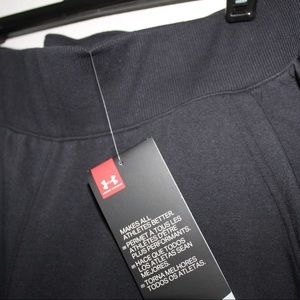 MAKES ALL
ATHLETES BETTER.
= PERMET À TOUS LES
ATHLÈTES D'ÊTRE
PLUS PERFORMANTS.
= HACE QUE TODOS
LOS ATLETAS SEAN
MEJORES.
= TORNA MELHORES
TODOS OS ATLETAS.